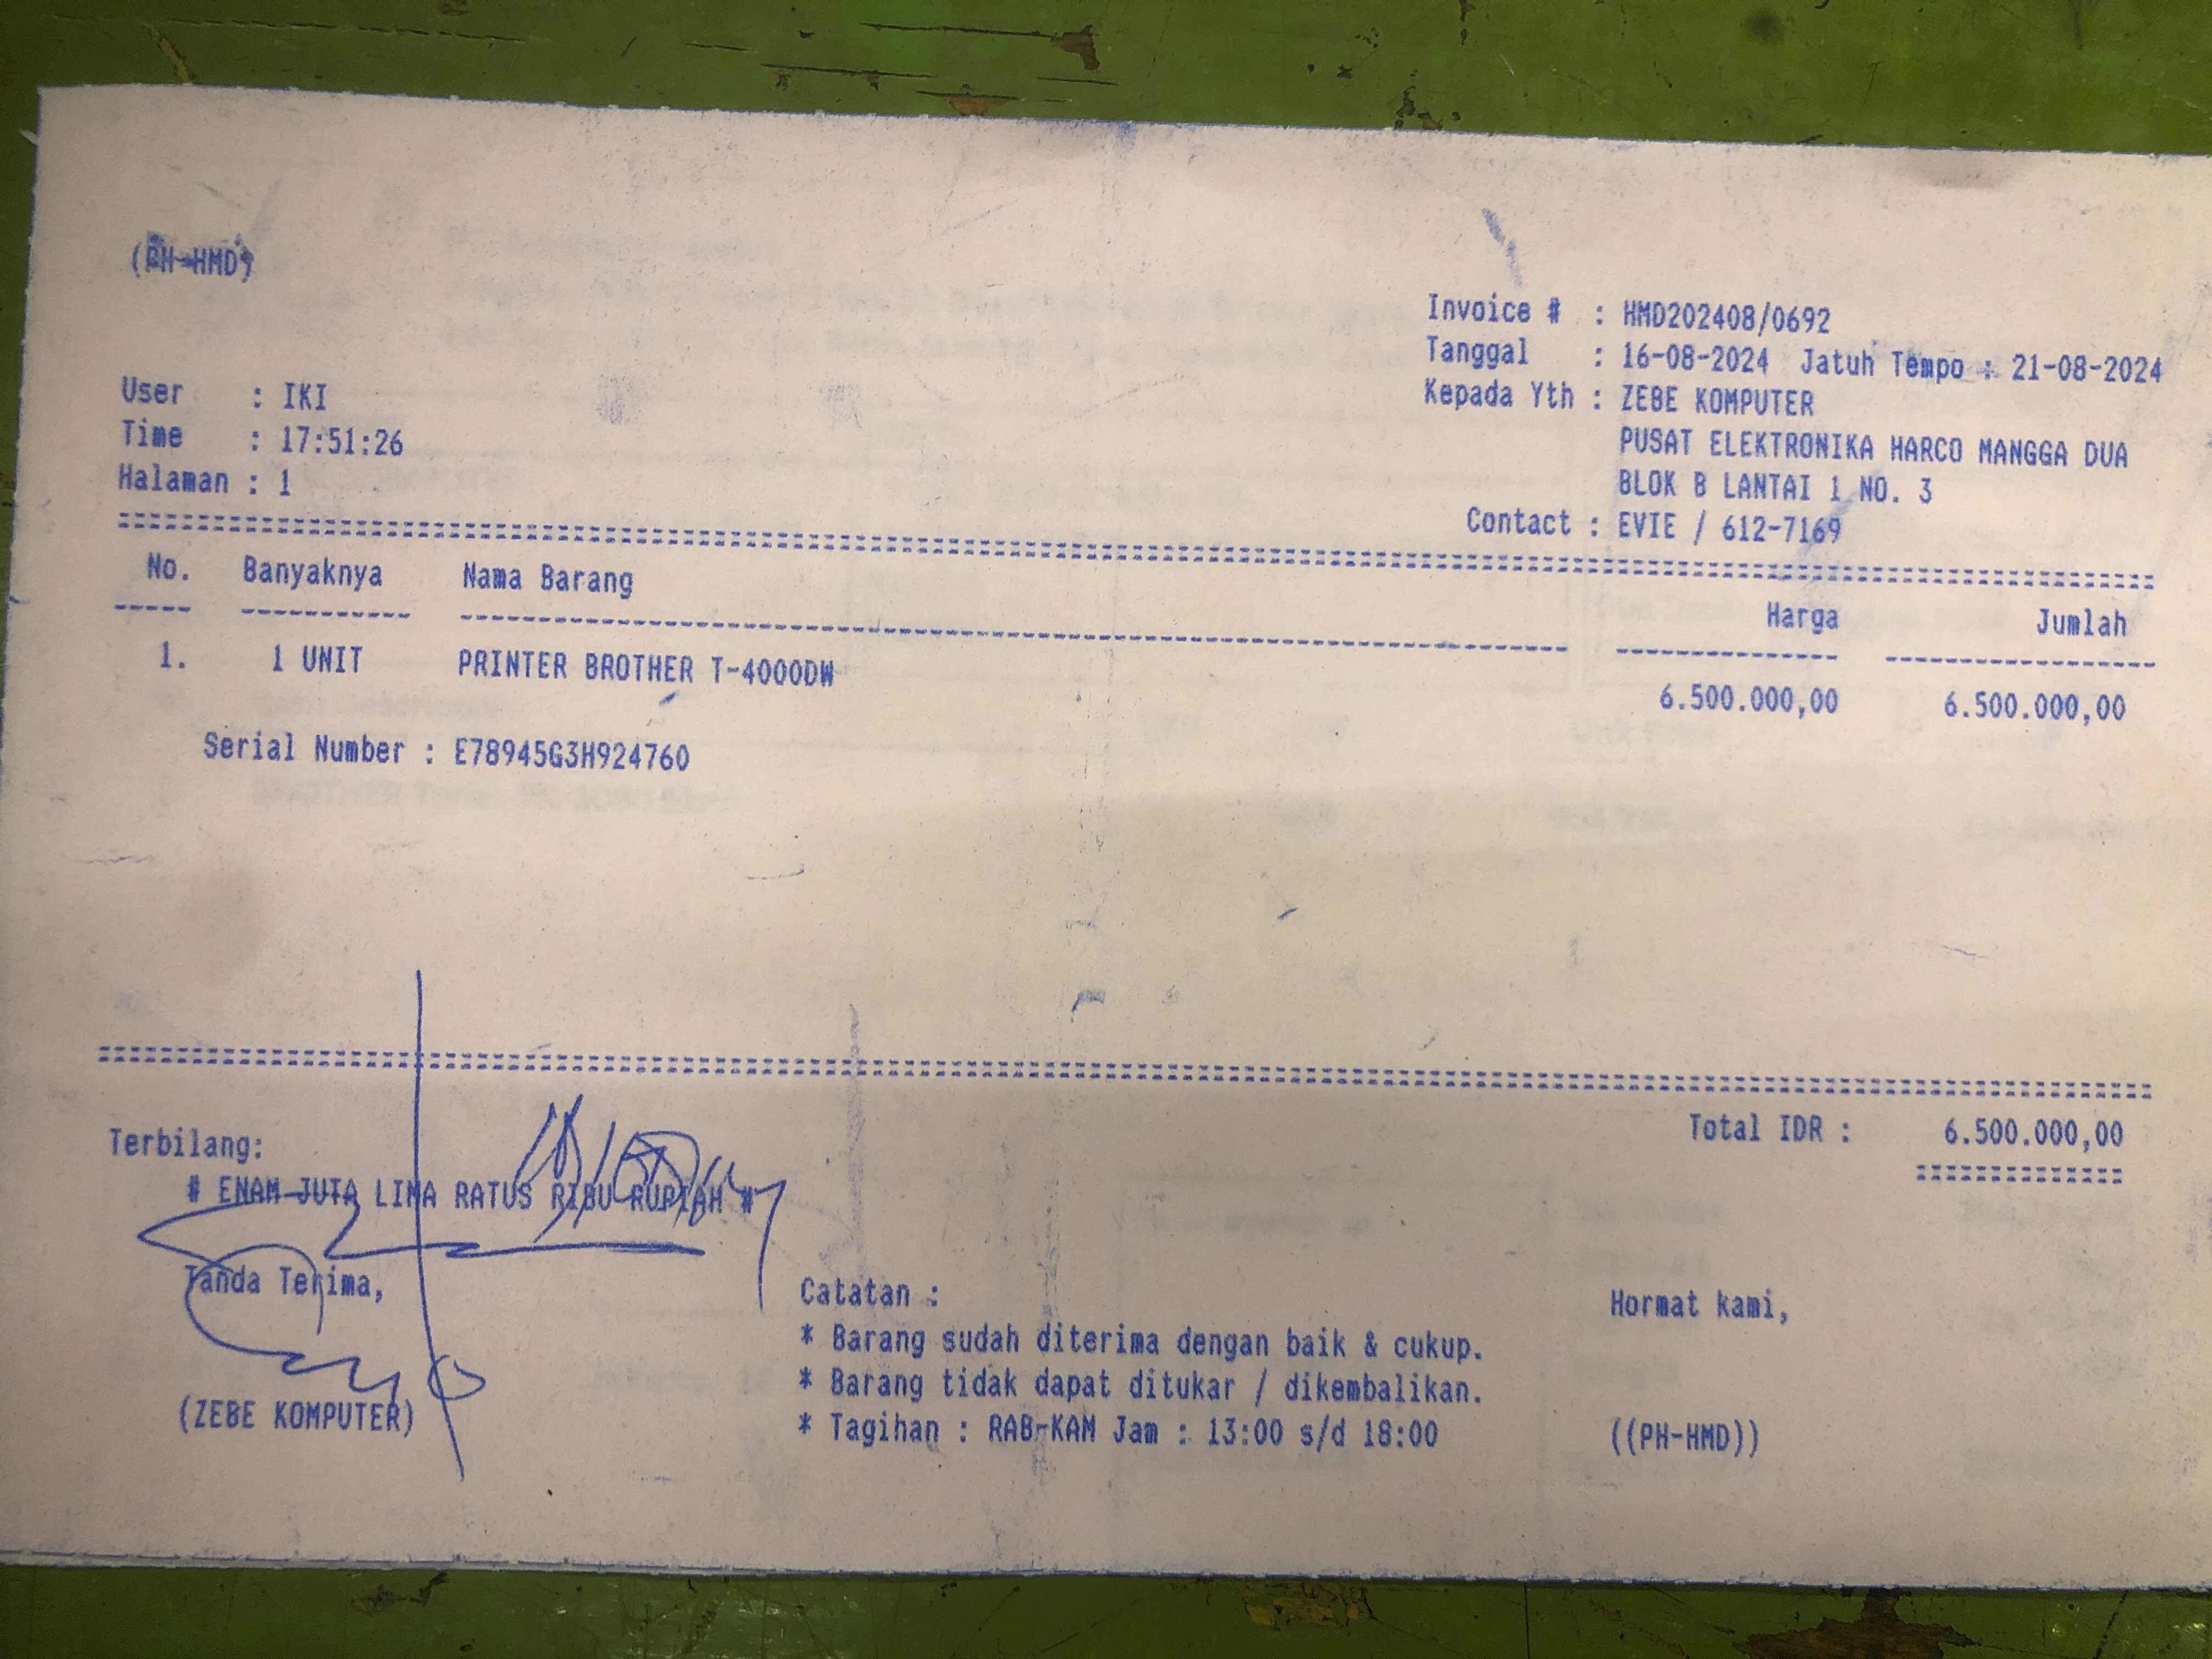 (PH-HMD)
Invoice # : HMD202408/0692
Tanggal : 16-08-2024 Jatuh Tempo : 21-08-2024
Kepada Yth : ZEBE KOMPUTER
PUSAT ELEKTRONIKA HARCO MANGGA DUA
BLOK B LANTAI 1 NO. 3
Contact : EVIE / 612-7169
User : IKI
Time : 17:51:26
Halaman : 1
No. Banyaknya Nama Barang Harga Jumlah
1. 1 UNIT PRINTER BROTHER T-4000DW 6.500.000,00 6.500.000,00
Serial Number : E78945G3H924760
Total IDR : 6.500.000,00
Terbilang:
# ENAM JUTA LIMA RATUS RIBU RUPIAH #
Tanda Terima,
(ZEBE KOMPUTER)
Catatan :
* Barang sudah diterima dengan baik & cukup.
* Barang tidak dapat ditukar / dikembalikan.
* Tagihan : RAB-KAM Jam : 13:00 s/d 18:00
Hormat kami,
((PH-HMD))